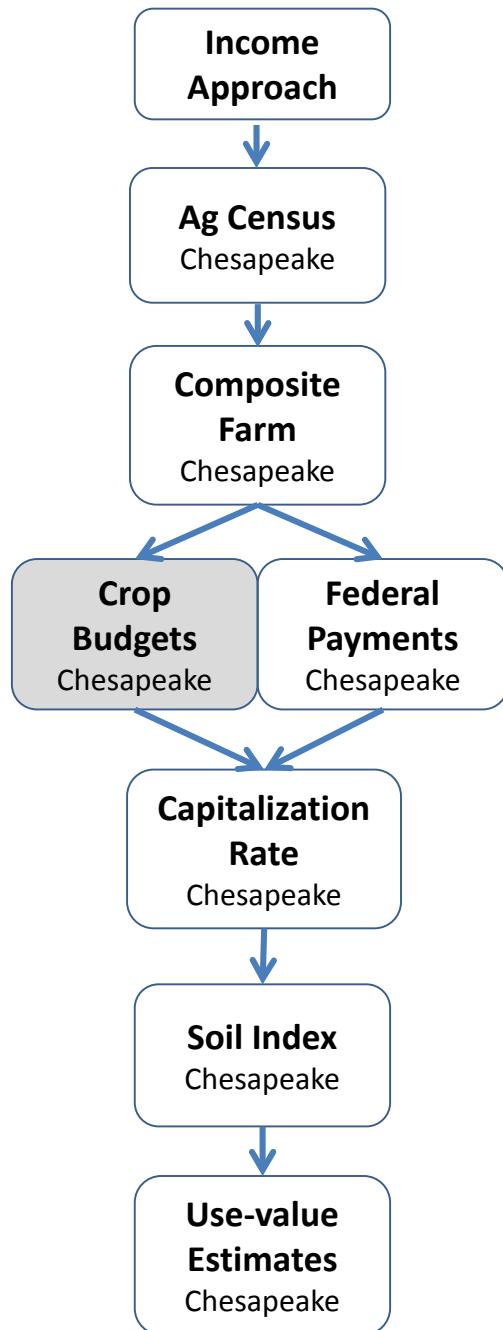 Income
Approach
Ag Census
Chesapeake
Composite
Farm
Chesapeake
Crop
Budgets
Chesapeake
Federal
Payments
Chesapeake
Capitalization
Rate
Chesapeake
Soil Index
Chesapeake
Use-value
Estimates
Chesapeake